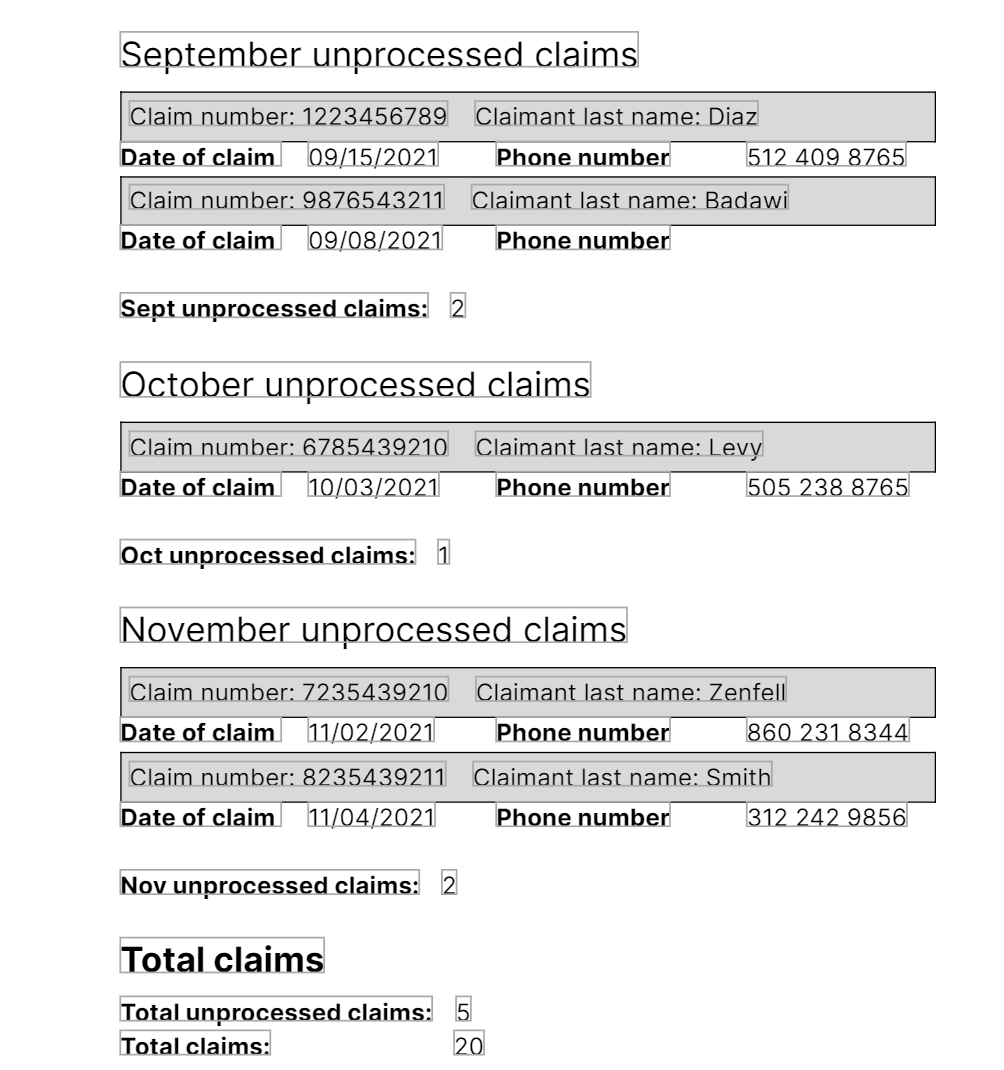 September unprocessed claims
Claim number: 1223456789 Claimant last name: Diaz
Date of claim 09/15/2021 Phone number 512 409 8765
Claim number: 9876543211 Claimant last name: Badawi
Date of claim 09/08/2021 Phone number
Sept unprocessed claims: 2
October unprocessed claims
Claim number: 6785439210 Claimant last name: Levy
Date of claim 10/03/2021 Phone number 505 238 8765
Oct unprocessed claims: 1
November unprocessed claims
Claim number: 7235439210 Claimant last name: Zenfell
Date of claim 11/02/2021 Phone number 860 231 8344
Claim number: 8235439211 Claimant last name: Smith
Date of claim 11/04/2021 Phone number 312 242 9856
Nov unprocessed claims: 2
Total claims
Total unprocessed claims: 5
Total claims: 20